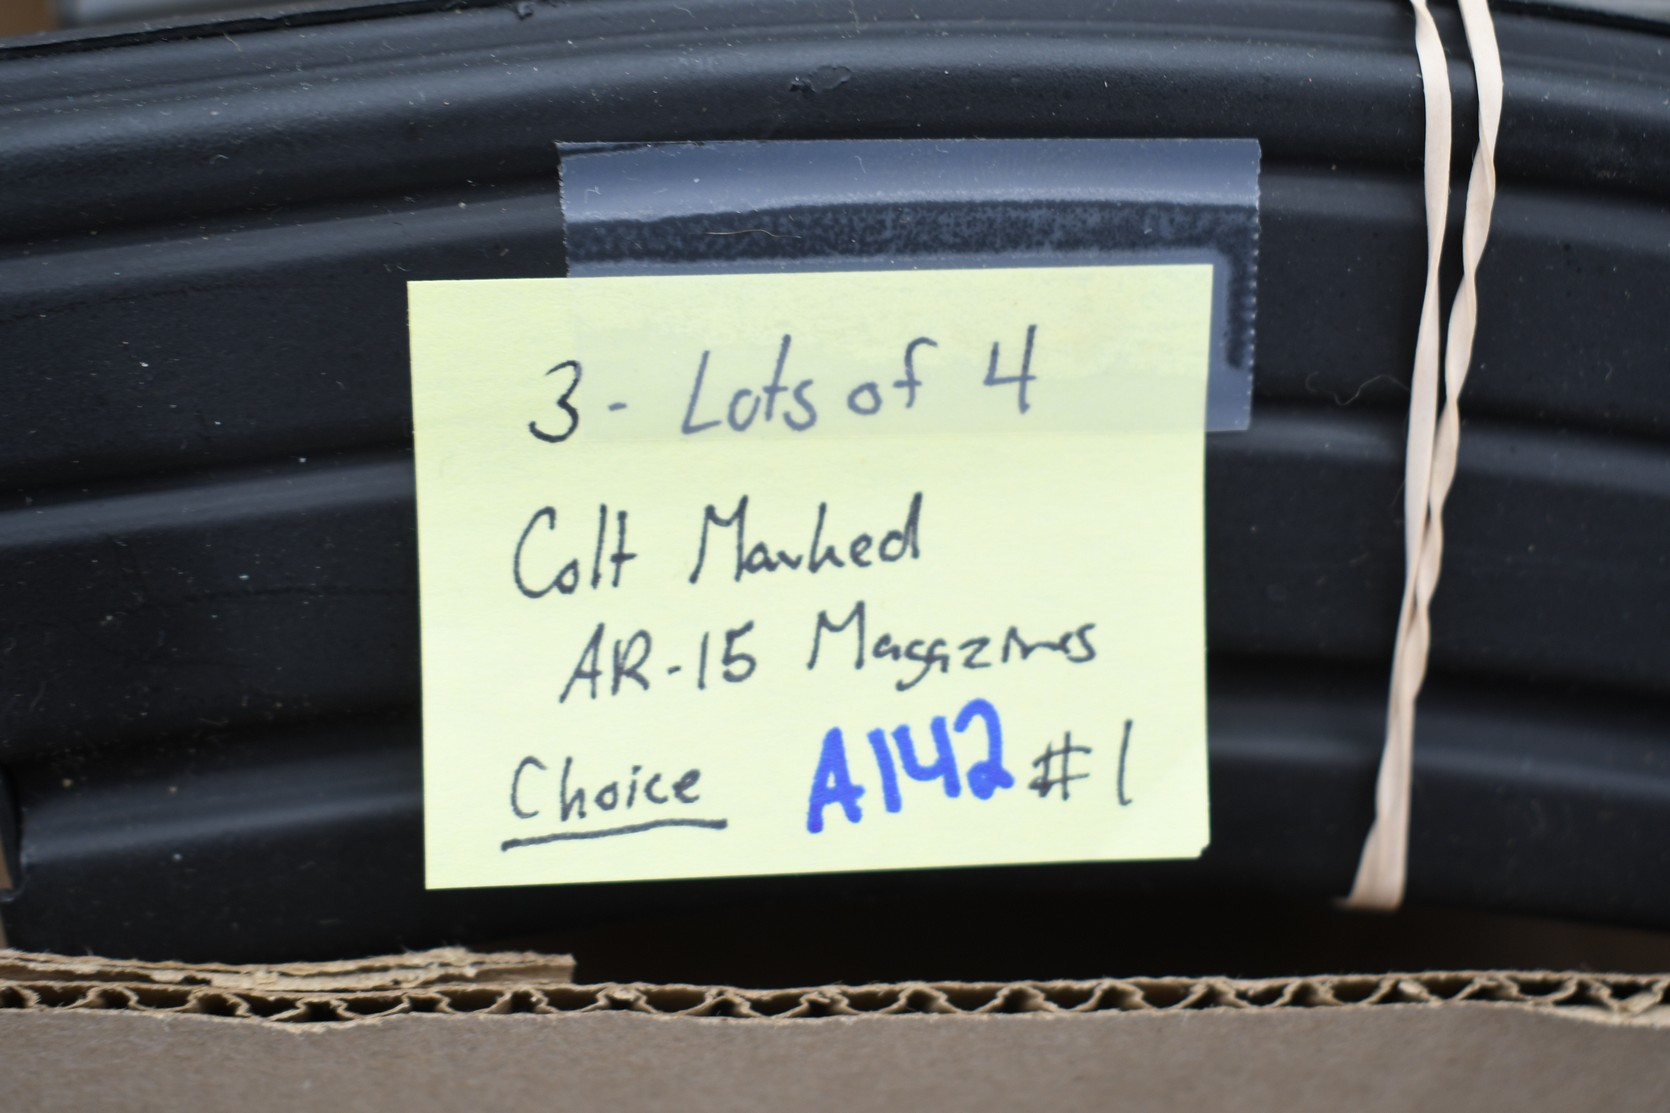 3 - Lots of 4
Colt Marked
AR-15 Magazines
Choice A142 #1